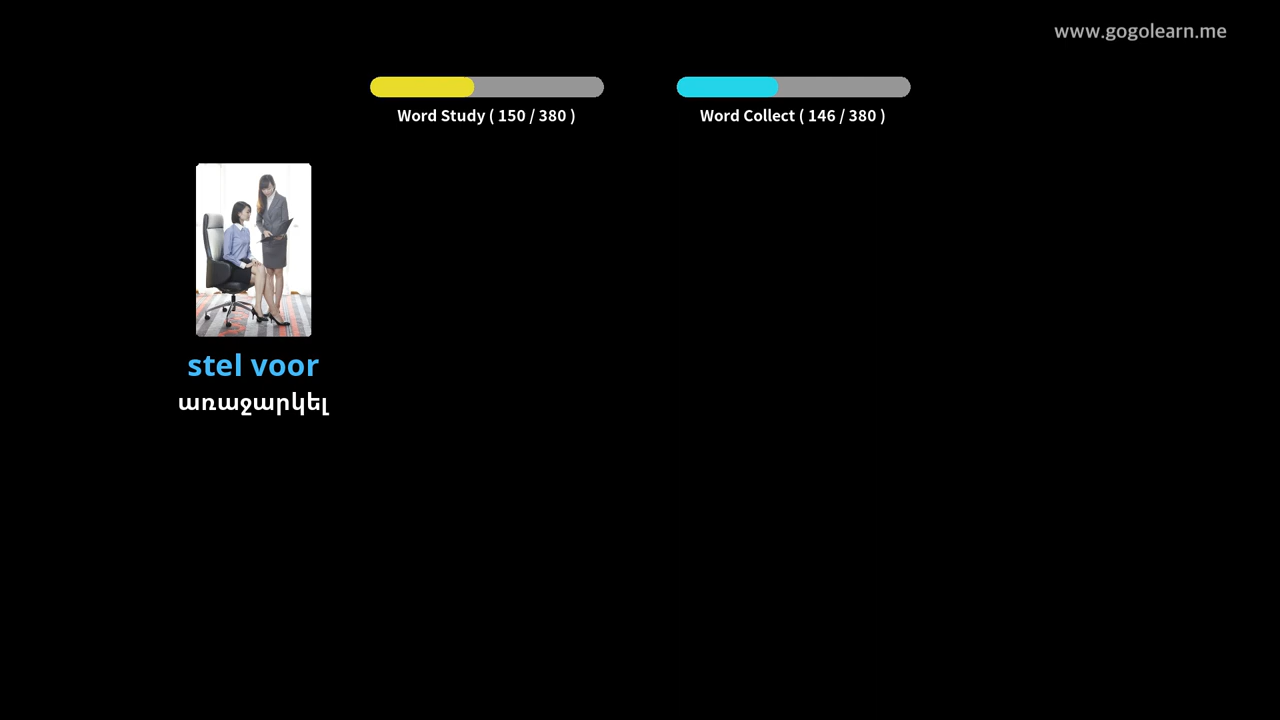 www.gogolearn.me
Word Study ( 150 / 380 )
Word Collect ( 146 / 380 )
stel voor
առաջարկել